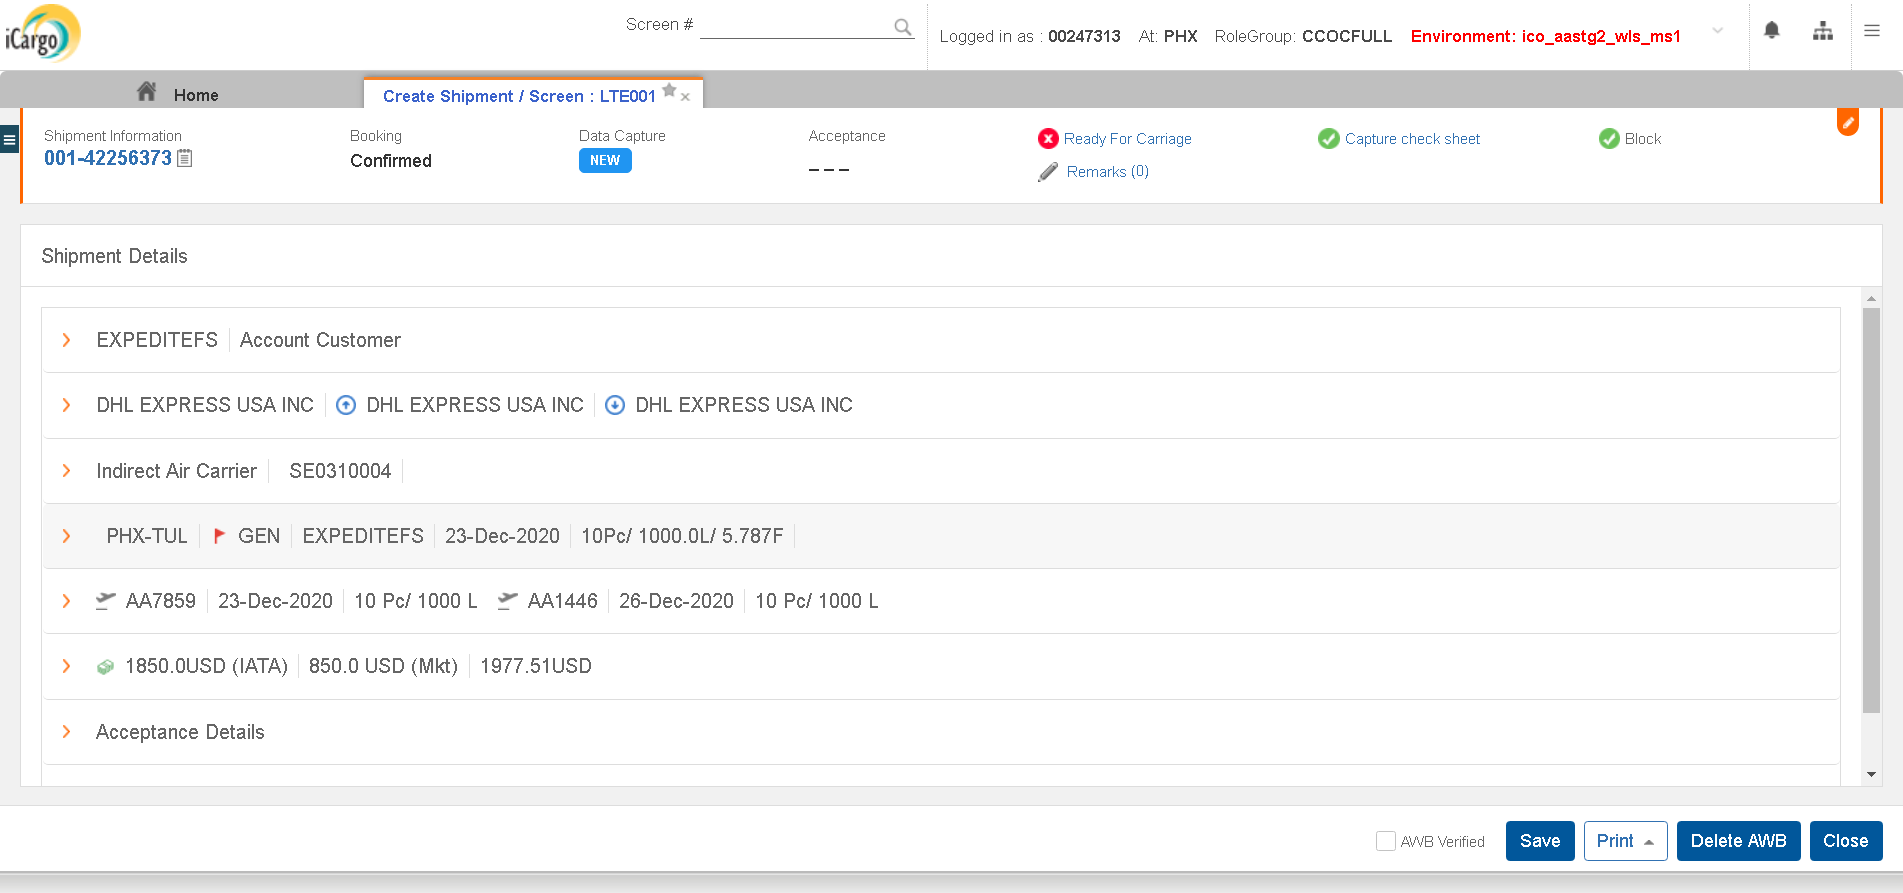 iCargo
Screen #
Logged in as : 00247313 At: PHX RoleGroup: CCOCFULL Environment: ico_aastg2_wls_ms1
Home
Create Shipment / Screen : LTE001
Shipment Information
001-42256373
Booking
Confirmed
Data Capture
NEW
Acceptance
– – –
Ready For Carriage
Remarks (0)
Capture check sheet
Block
Shipment Details
EXPEDITEFS Account Customer
DHL EXPRESS USA INC DHL EXPRESS USA INC DHL EXPRESS USA INC
Indirect Air Carrier SE0310004
PHX-TUL GEN EXPEDITEFS 23-Dec-2020 10Pc/ 1000.0L/ 5.787F
AA7859 23-Dec-2020 10 Pc/ 1000 L AA1446 26-Dec-2020 10 Pc/ 1000 L
1850.0USD (IATA) 850.0 USD (Mkt) 1977.51USD
Acceptance Details
AWB Verified Save Print Delete AWB Close